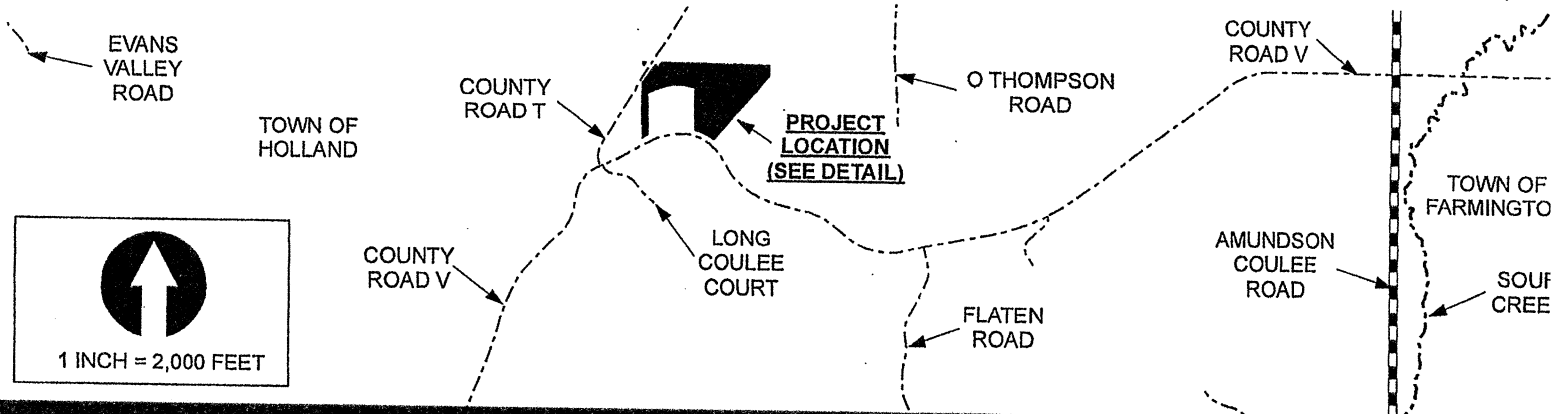 EVANS
VALLEY
ROAD
TOWN OF
HOLLAND
COUNTY
ROAD T
PROJECT
LOCATION
(SEE DETAIL)
O THOMPSON
ROAD
COUNTY
ROAD V
TOWN OF
FARMINGTO
COUNTY
ROAD V
LONG
COULEE
COURT
AMUNDSON
COULEE
ROAD
FLATEN
ROAD
1 INCH = 2,000 FEET